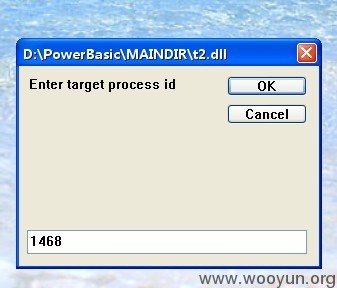 D:\PowerBasic\MAINDIR\t2.dll
Enter target process id
OK
Cancel
1468
www.wooyun.org